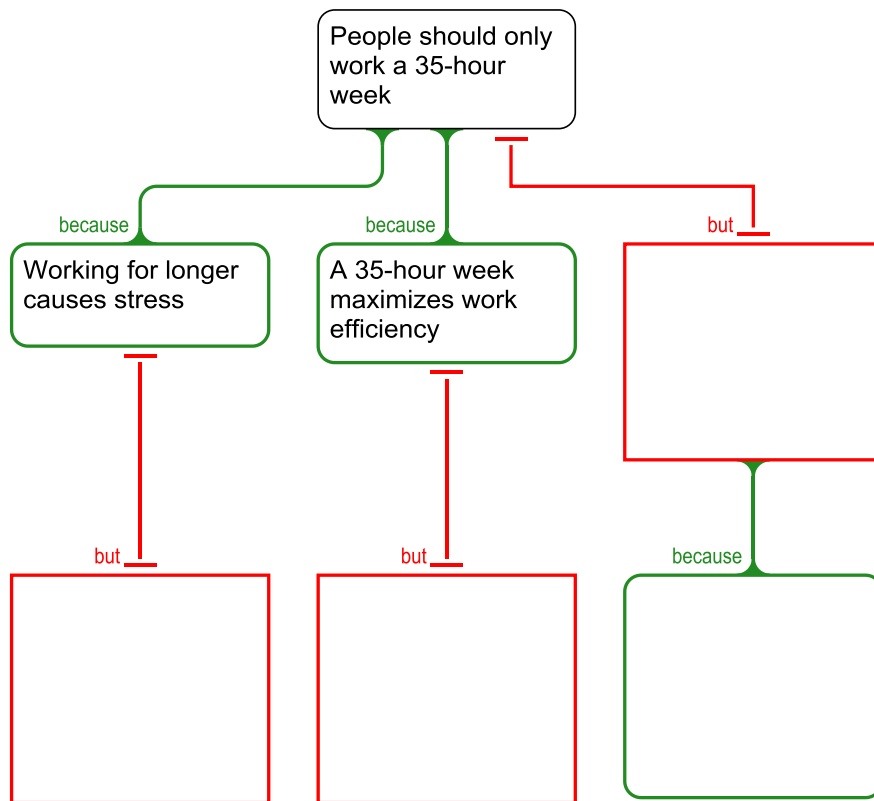 People should only
work a 35-hour
week
because
because
but
Working for longer
causes stress
A 35-hour week
maximizes work
efficiency
but
but
because